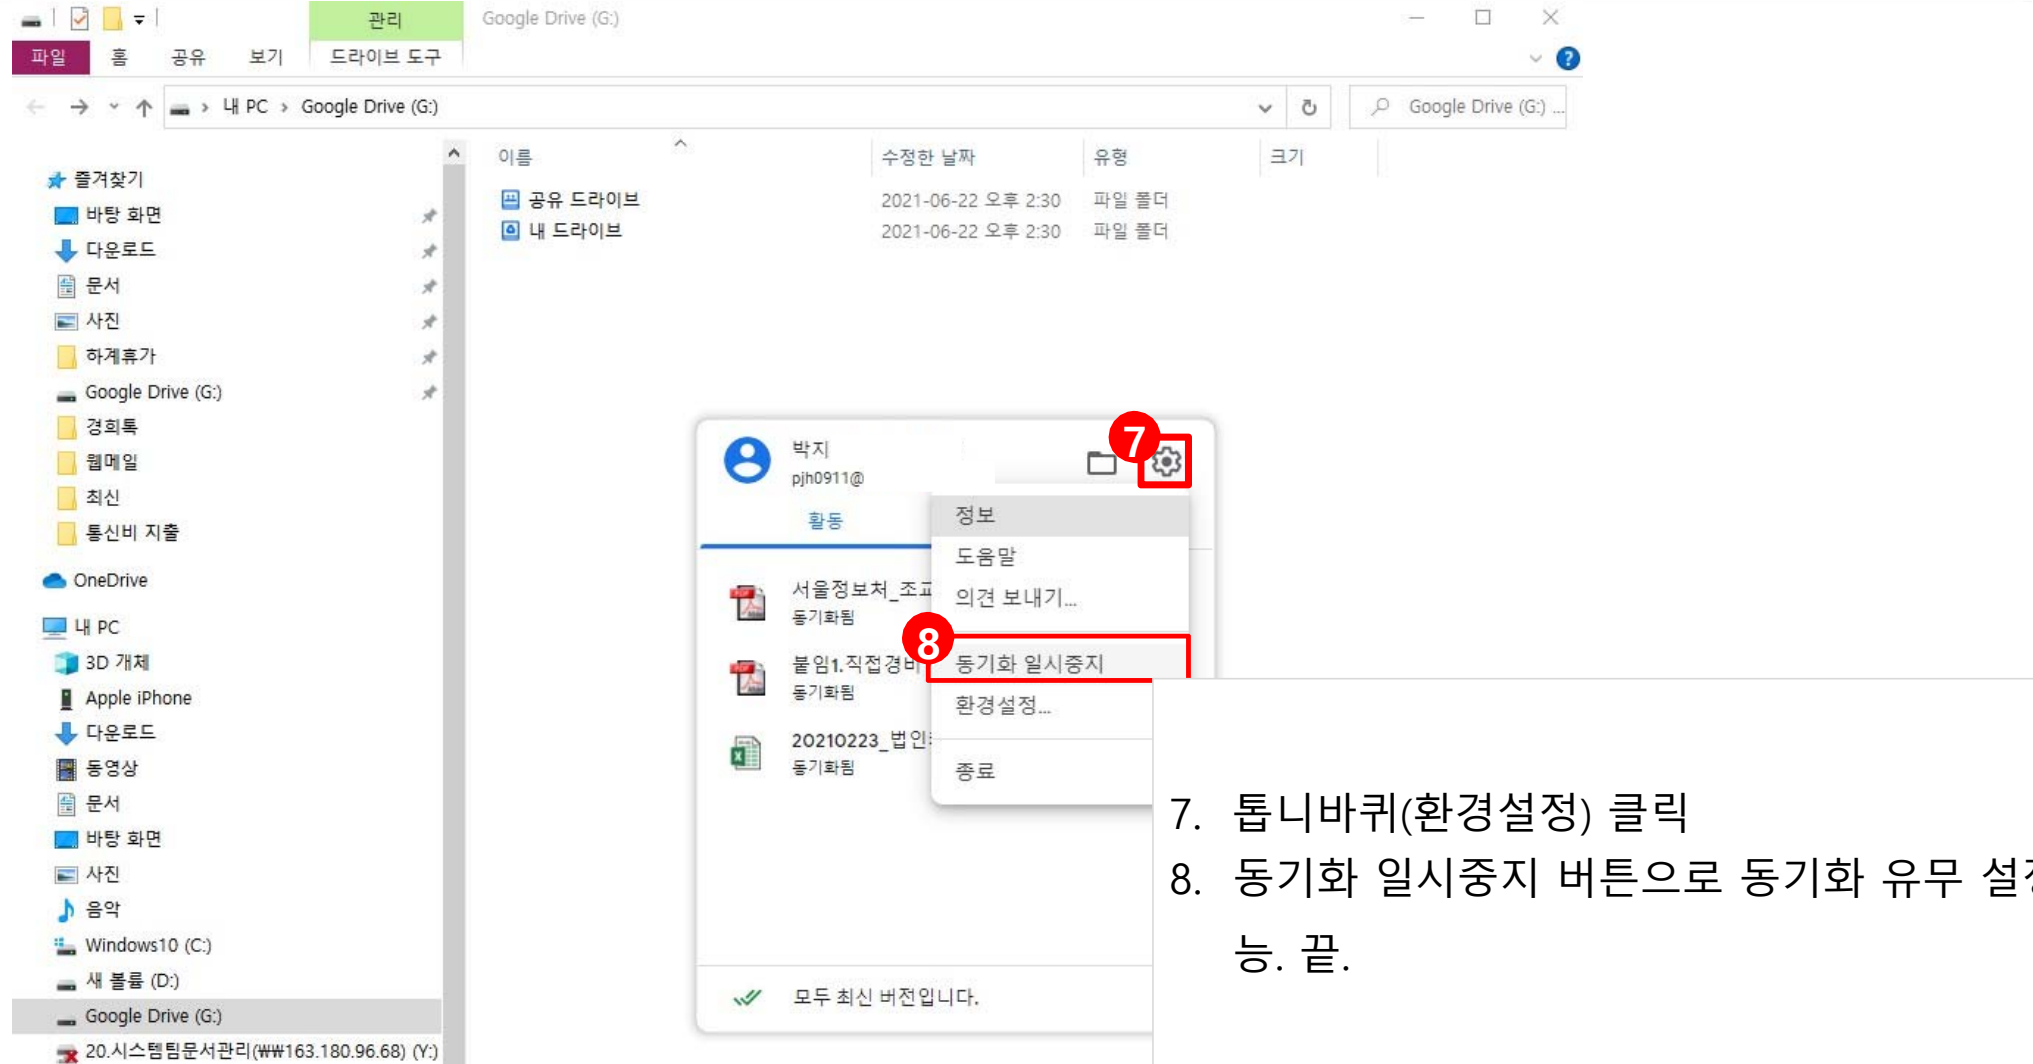 관리
Google Drive (G:)
파일 홈 공유 보기 드라이브 도구
내 PC > Google Drive (G:)
Google Drive (G:) ...
즐겨찾기
바탕 화면
다운로드
문서
사진
하계휴가
Google Drive (G:)
경희톡
웹메일
최신
통신비 지출
OneDrive
내 PC
3D 개체
Apple iPhone
다운로드
동영상
문서
바탕 화면
사진
음악
Windows10 (C:)
새 볼륨 (D:)
Google Drive (G:)
20.시스템팀문서관리(₩₩163.180.96.68) (Y:)
이름 수정한 날짜 유형 크기
공유 드라이브 2021-06-22 오후 2:30 파일 폴더
내 드라이브 2021-06-22 오후 2:30 파일 폴더
박지
pjh0911@
7
활동
서울정보처_조교
동기화됨
붙임1.직접경비
동기화됨
20210223_법인
동기화됨
모두 최신 버전입니다.
정보
도움말
의견 보내기...
8
동기화 일시중지
환경설정...
종료
7. 톱니바퀴(환경설정) 클릭
8. 동기화 일시중지 버튼으로 동기화 유무 설정
능. 끝.